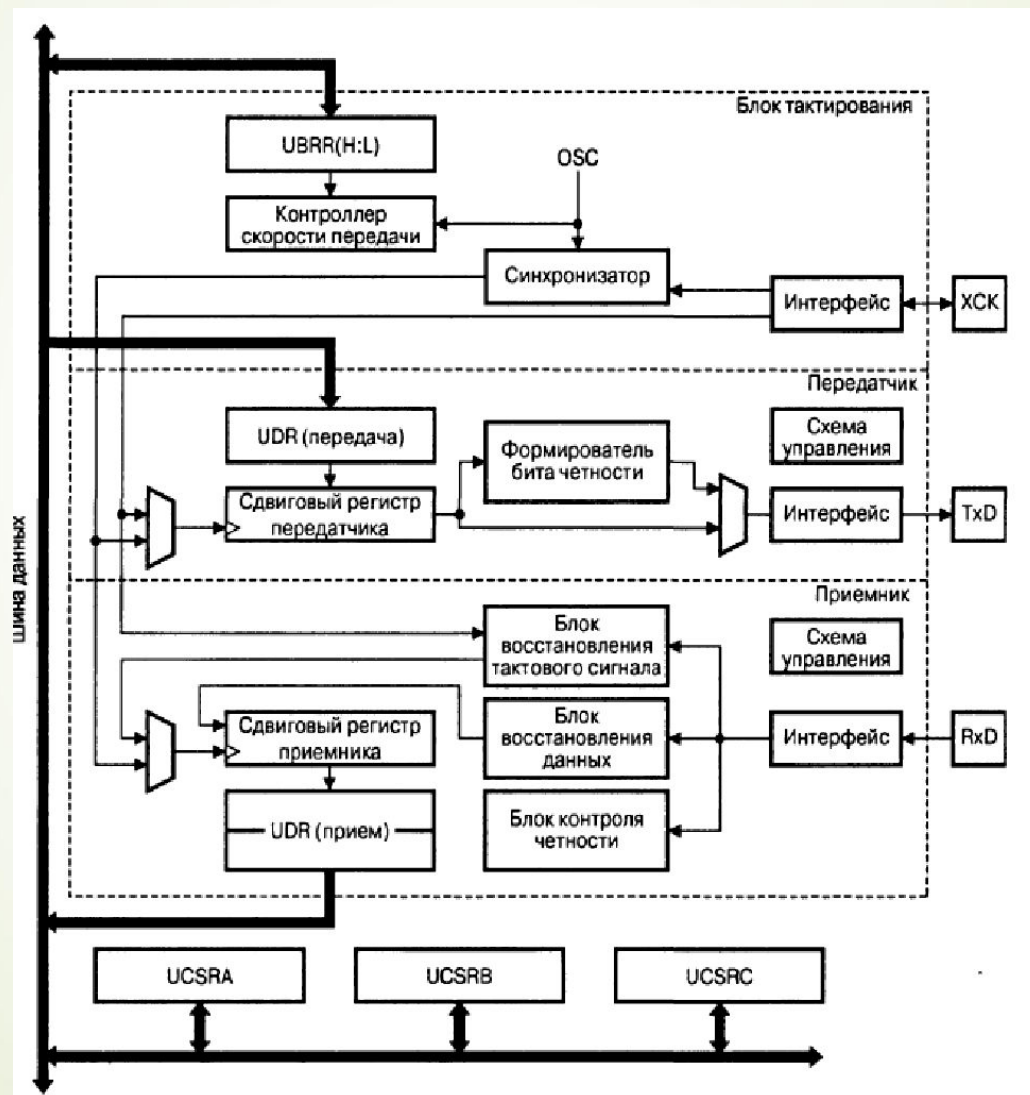 Блок тактирования
UBRR(H:L)
OSC
Контроллер
скорости передачи
Синхронизатор
Интерфейс
XCK
Передатчик
UDR (передача)
Формирователь
бита четности
Схема
управления
Сдвиговый регистр
передатчика
Интерфейс
TxD
шина данных
Приемник
Блок
восстановления
тактового сигнала
Схема
управления
Сдвиговый регистр
приемника
Блок
восстановления
данных
Интерфейс
RxD
UDR (прием)
Блок контроля
четности
UCSRA
UCSRB
UCSRC